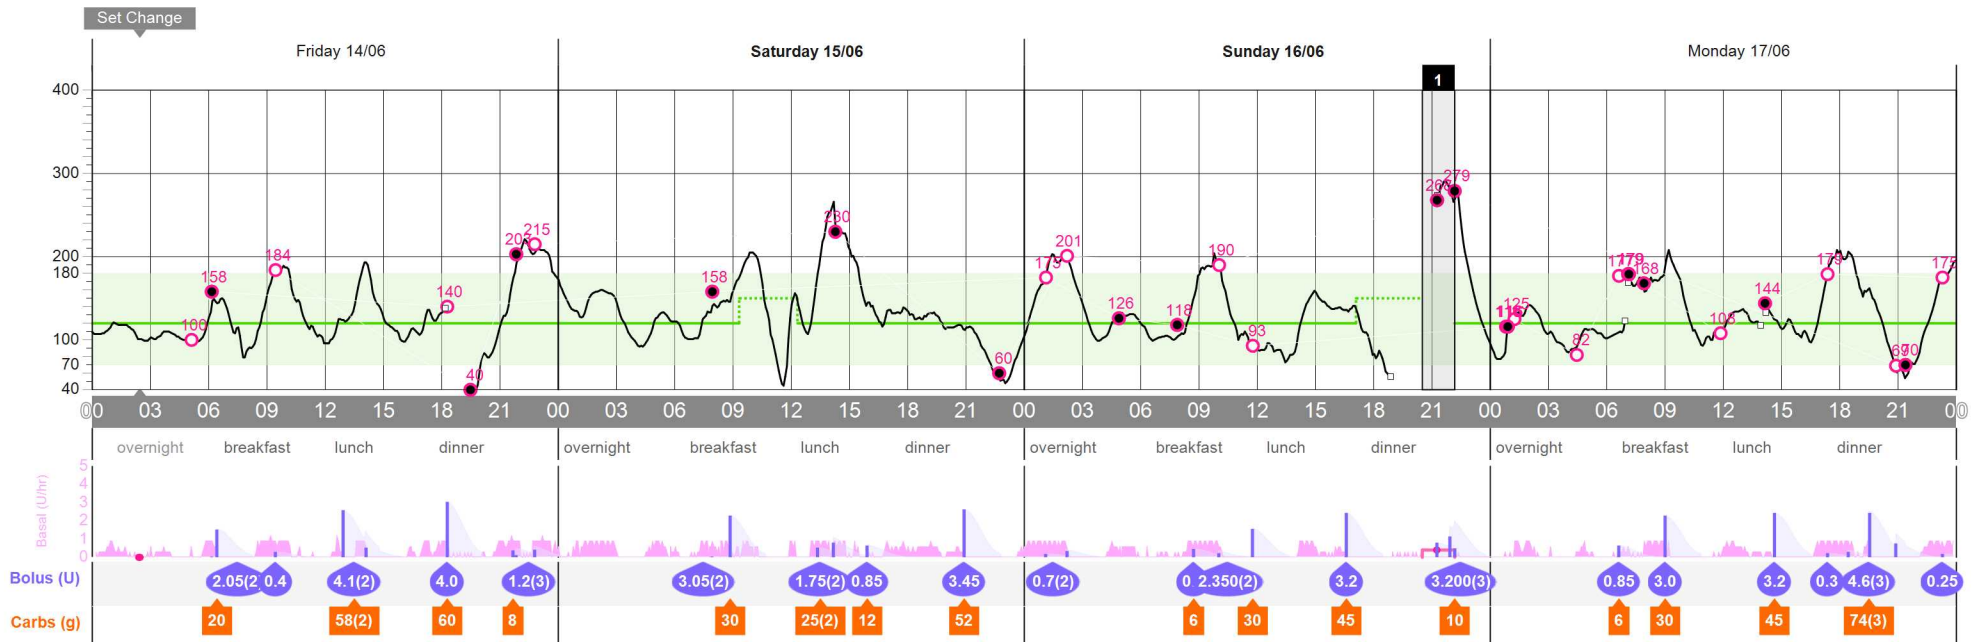 Set Change
Friday 14/06 Saturday 15/06 Sunday 16/06 Monday 17/06
1
400
300
200
180
100
70
40
158 100 184 140 40 215
158 230 60
201 126 118 190 93 279
125 82 168 108 144 179 175
00 03 06 09 12 15 18 21 00 03 06 09 12 15 18 21 00 03 06 09 12 15 18 21 00 03 06 09 12 15 18 21 00
overnight breakfast lunch dinner overnight breakfast lunch dinner overnight breakfast lunch dinner overnight breakfast lunch dinner
Basal (U/hr)
5
4
3
2
1
0
Bolus (U) 2.05(2 0.4 4.1(2) 4.0 1.2(3) 3.05(2) 1.75(2) 0.85 3.45 0.7(2) 3.2 3.200(3) 0.85 3.0 3.2 0.3 4.6(3) 0.25
Carbs (g) 20 58(2) 60 8 30 25(2) 12 52 6 30 45 10 6 30 45 74(3)